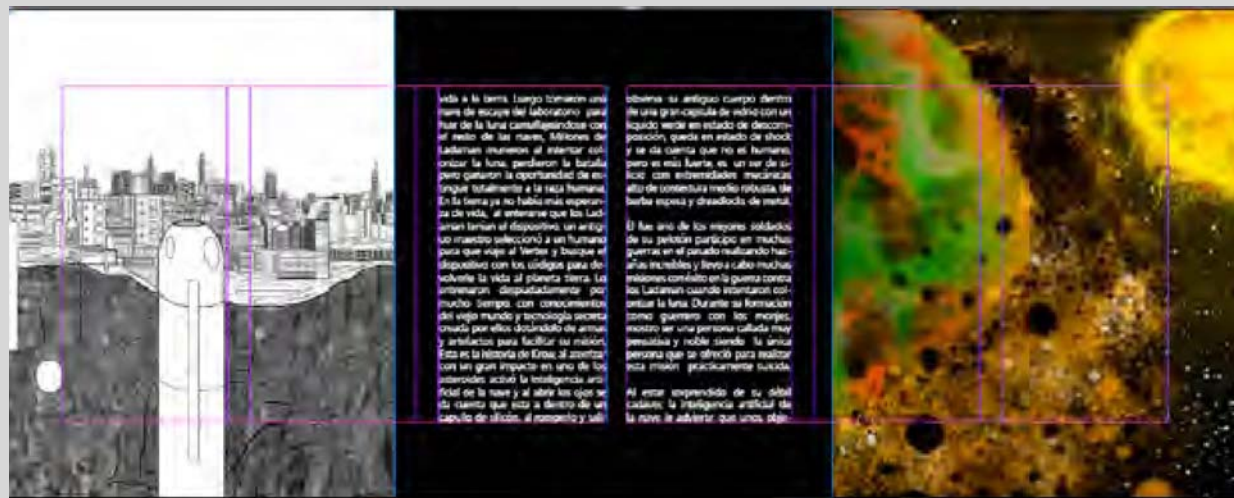 vida a la tierra. Luego tomaron una
nave de escape del laboratorio para
huir de la luna camuflajeándose con
el resto de las naves, Millones de
Ladaman murieron al intentar col-
onizar la luna, perdieron la batalla
pero ganaron la oportunidad de ex-
tinguir totalmente a la raza humana.
En la tierra ya no había más esperan-
za de vida, al enterarse que los Lad-
aman tenian el dispositivo, un antig-
uo maestro seleccionó a un humano
para que viaje al Vertex y busque el
dispositivo con los códigos para de-
volverle la vida al planeta tierra. Lo
entrenaron despiadadamente por
mucho tiempo, con conocimientos
del viejo mundo y tecnología secreta
creada por ellos dotándolo de armas
y artefactos para facilitar su misión.
Esta es la historia de Krow, al aterrizar
con un gran impacto en uno de los
asteroides activó la inteligencia arti-
ficial de la nave y al abrir los ojos se
da cuenta que esta a dentro de un
capullo de silicón, al romperlo y salir
observa su antiguo cuerpo dentro
de una gran capsula de vidrio con un
liquido verde en estado de descom-
posición, queda en estado de shock
y se da cuenta que no es humano,
pero es más fuerte, es un ser de si-
licio con extremidades mecánicas
alto de contextura medio robusta, de
barba espesa y dreadlocks de metal.
El fue uno de los mejores soldados
de su pelotón participo en muchas
guerras en el pasado realizando haz-
añas increíbles y llevo a cabo muchas
misiones con éxito en la guerra contra
los Ladaman cuando intentaron col-
onizar la luna. Durante su formación
como guerrero con los monjes,
mostro ser una persona callada muy
pensativa y noble siendo la única
persona que se ofreció para realizar
esta misión practicamente suicida.
Al estar sorprendido de su débil
cadáver, la inteligencia artificial de
la nave le advierte que unos obje-